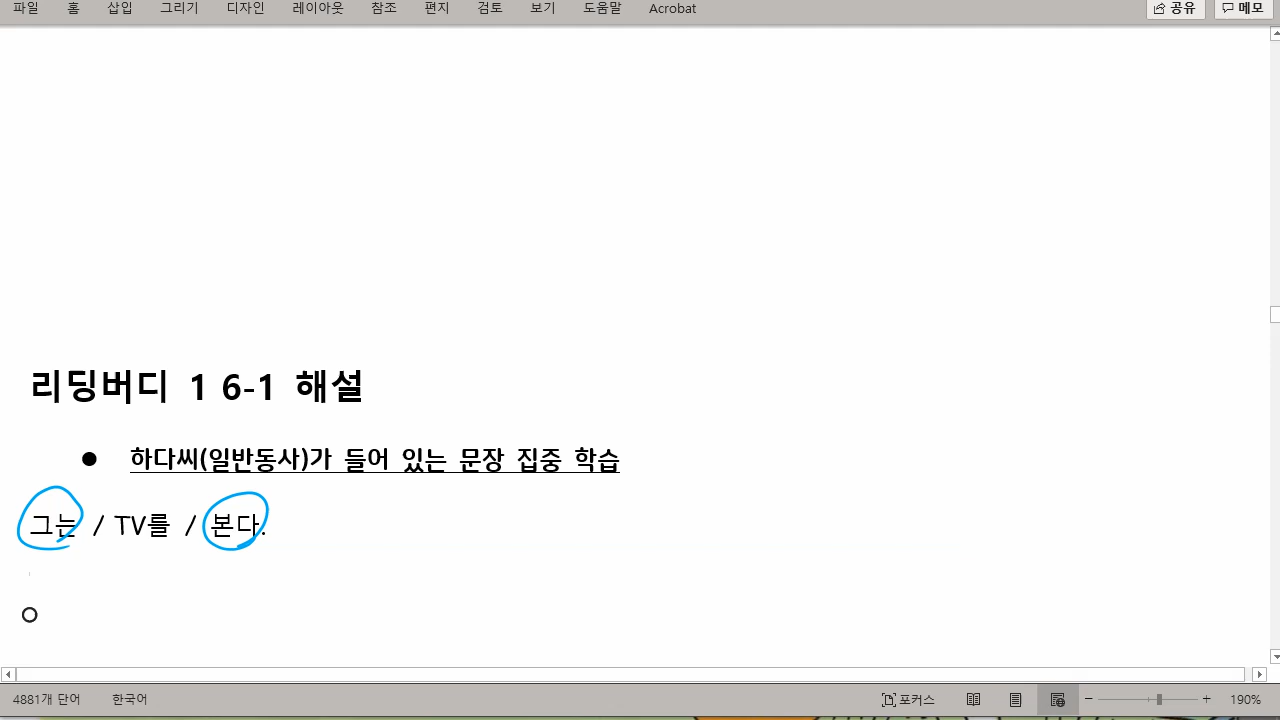 파일 홈 삽입 그리기 디자인 레이아웃 참조 편지 검토 보기 도움말 Acrobat 공유 메모
리딩버디 1 6-1 해설
● 하다씨(일반동사)가 들어 있는 문장 집중 학습
그는 / TV를 / 본다.
4881개 단어 한국어 포커스 190%